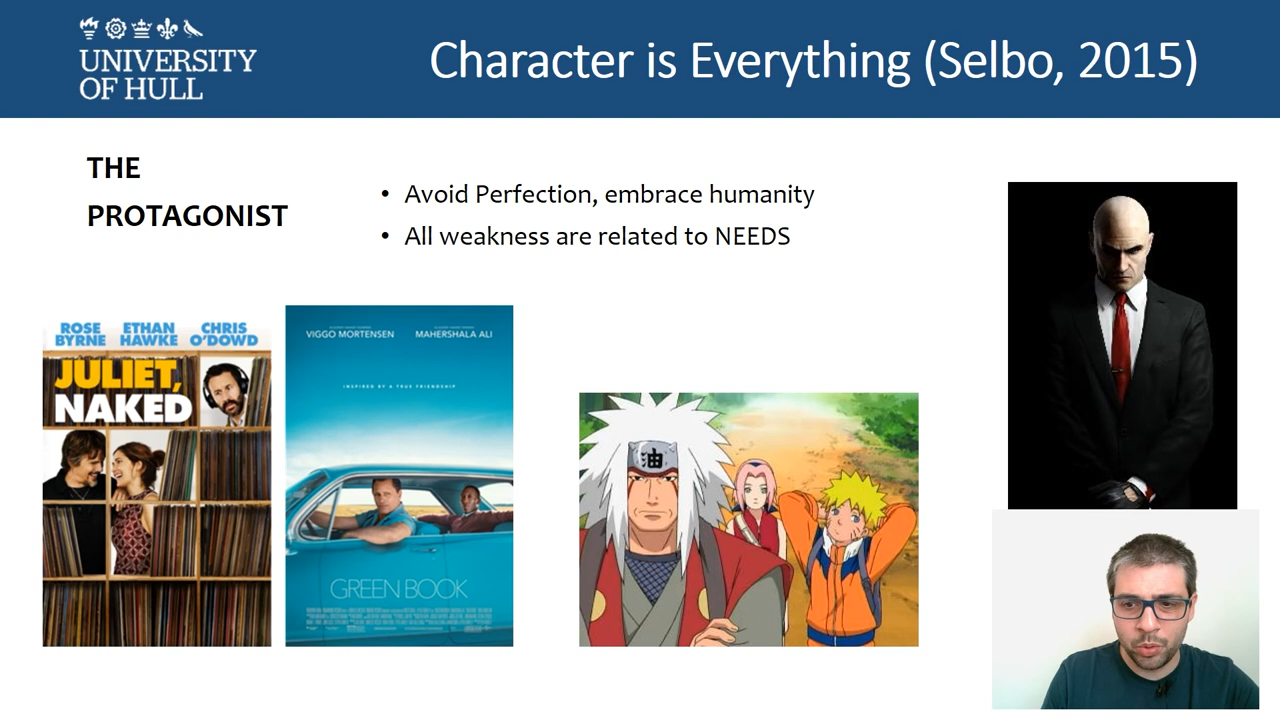 UNIVERSITY
OF HULL
Character is Everything (Selbo, 2015)
THE
PROTAGONIST
• Avoid Perfection, embrace humanity
• All weakness are related to NEEDS
ROSE BYRNE
ETHAN HAWKE
CHRIS O'DOWD
JULIET,
NAKED
VIGGO MORTENSEN
MAHERSHALA ALI
INSPIRED BY A TRUE FRIENDSHIP
GREEN BOOK
油